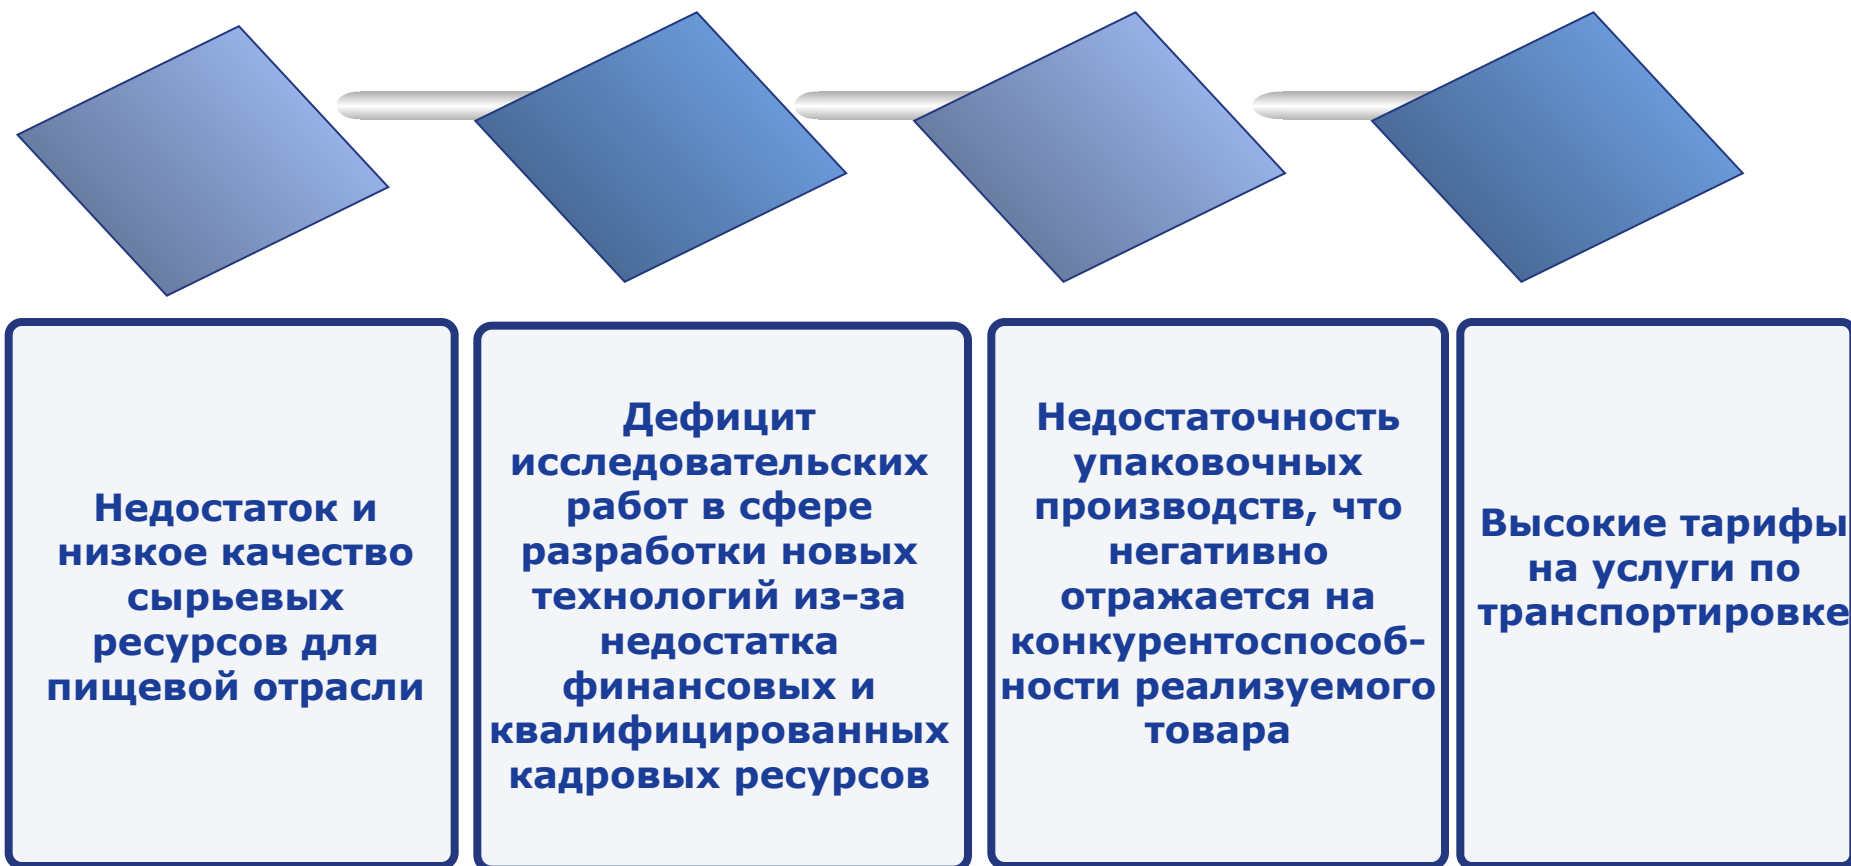 Недостаток и
низкое качество
сырьевых
ресурсов для
пищевой отрасли
Дефицит
исследовательских
работ в сфере
разработки новых
технологий из-за
недостатка
финансовых и
квалифицированных
кадровых ресурсов
Недостаточность
упаковочных
производств, что
негативно
отражается на
конкурентоспособ-
ности реализуемого
товара
Высокие тарифы
на услуги по
транспортировке